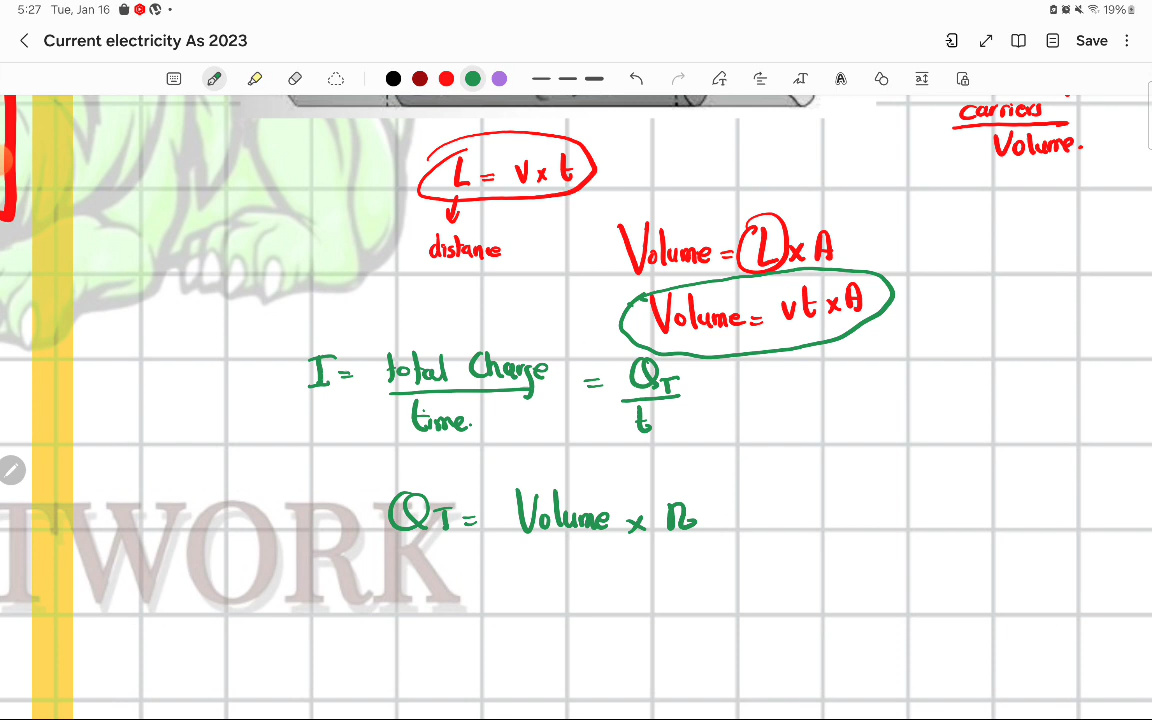 5:27 Tue, Jan 16
19%
Current electricity As 2023
Save
carriers
Volume.
L = v x t
distance
Volume = L x A
Volume = vt x A
I = total Charge / time. = QT / t
QT = Volume x n
TWORK